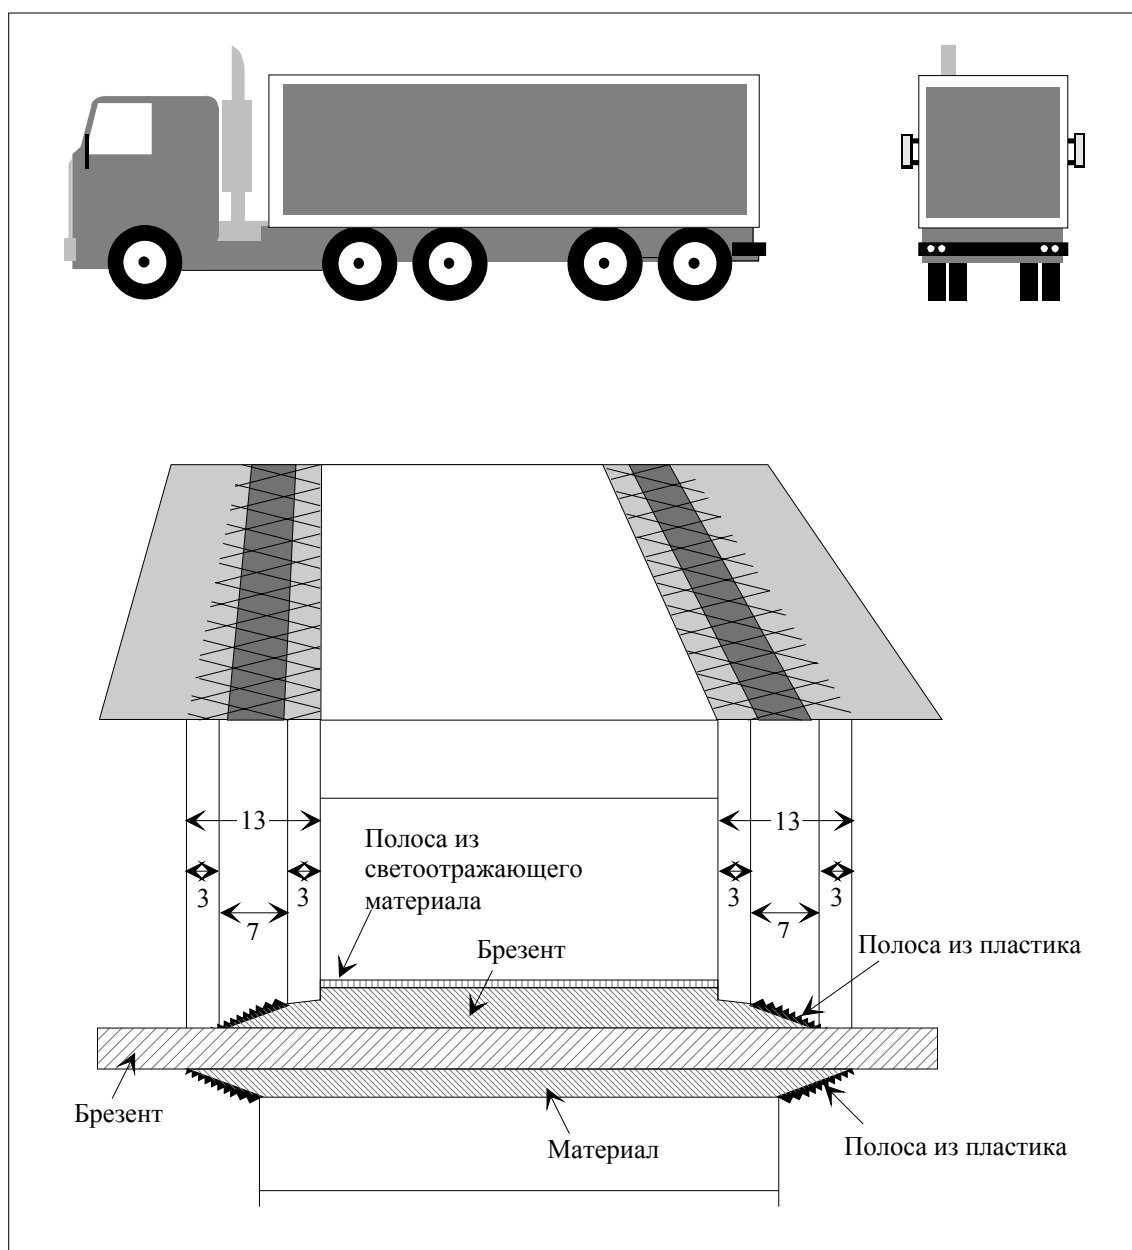 13
13
Полоса из
светоотражающего
материала
3
3
3
3
7
7
Брезент
Полоса из пластика
Брезент
Материал
Полоса из пластика